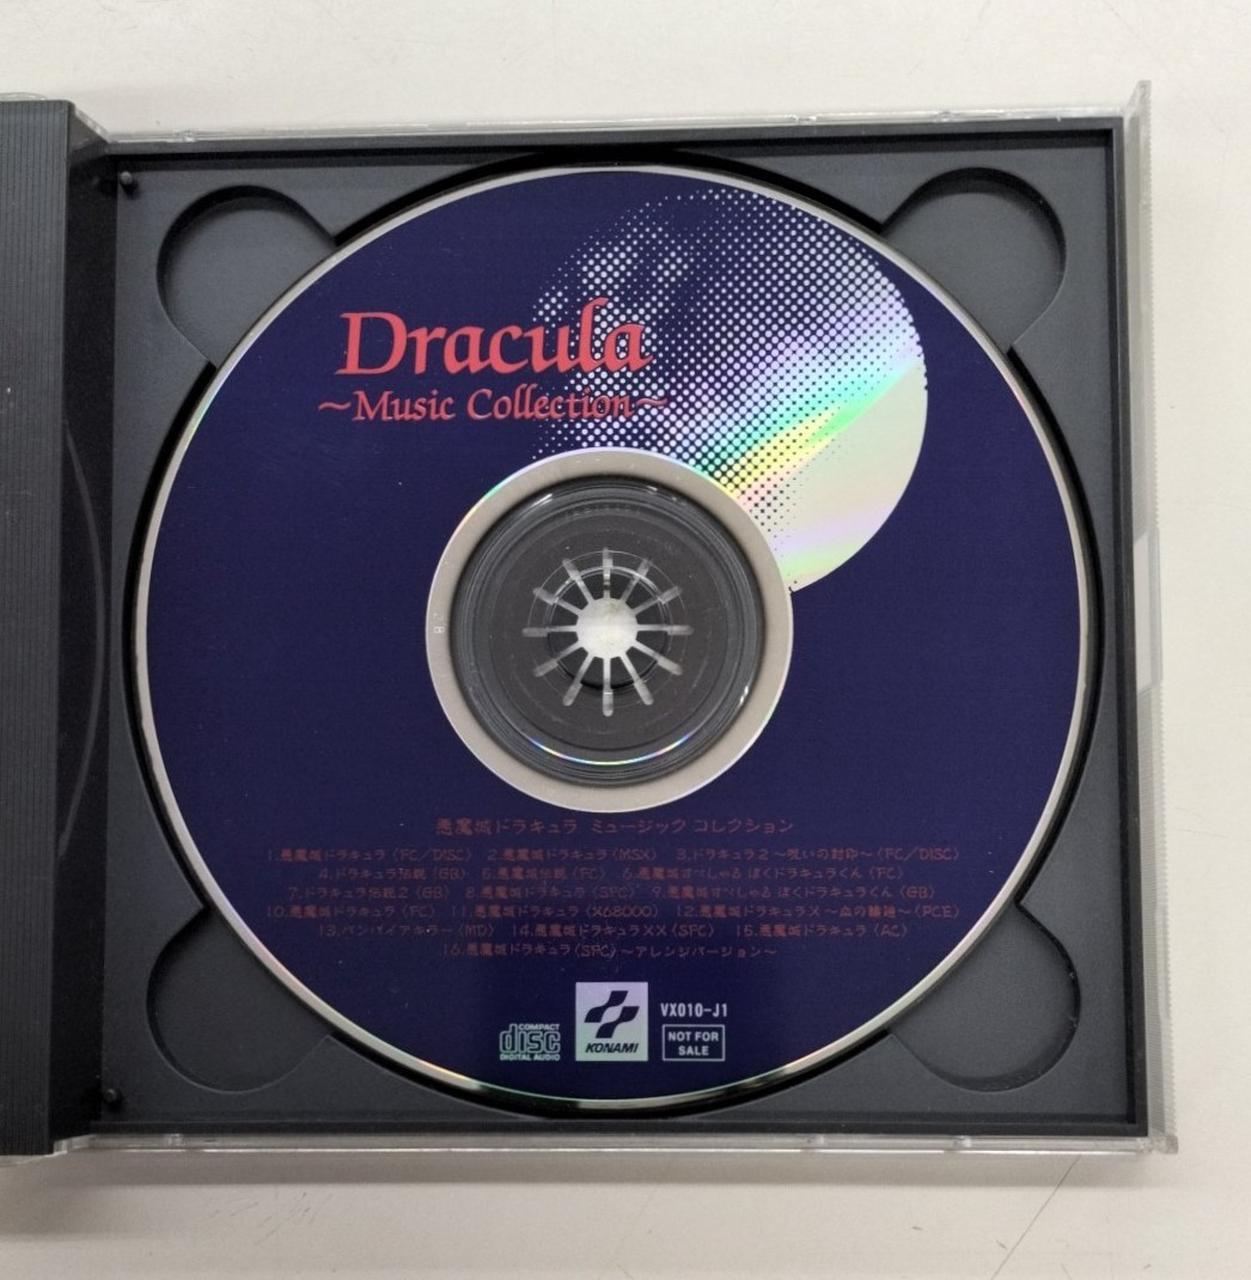 Dracula
~Music Collection~
悪魔城ドラキュラ ミュージック コレクション
1.悪魔城ドラキュラ〈FC/DISC〉 2.悪魔城ドラキュラ〈MSX〉 3.ドラキュラ2～呪いの封印～〈FC/DISC〉
4.ドラキュラ伝説〈GB〉 5.悪魔城伝説〈FC〉 6.悪魔城すぺしゃる ぼくドラキュラくん〈FC〉
7.ドラキュラ伝説2〈GB〉 8.悪魔城ドラキュラ〈SFC〉 9.悪魔城すぺしゃる ぼくドラキュラくん〈GB〉
10.悪魔城ドラキュラ〈FC〉 11.悪魔城ドラキュラ〈X68000〉 12.悪魔城ドラキュラX～血の輪廻～〈PCE〉
13.バンパイアキラー〈MD〉 14.悪魔城ドラキュラXX〈SFC〉 15.悪魔城ドラキュラ〈AC〉
16.悪魔城ドラキュラ〈SFC〉～アレンジバージョン～
COMPACT
disc
DIGITAL AUDIO
KONAMI
VX010-J1
NOT FOR
SALE